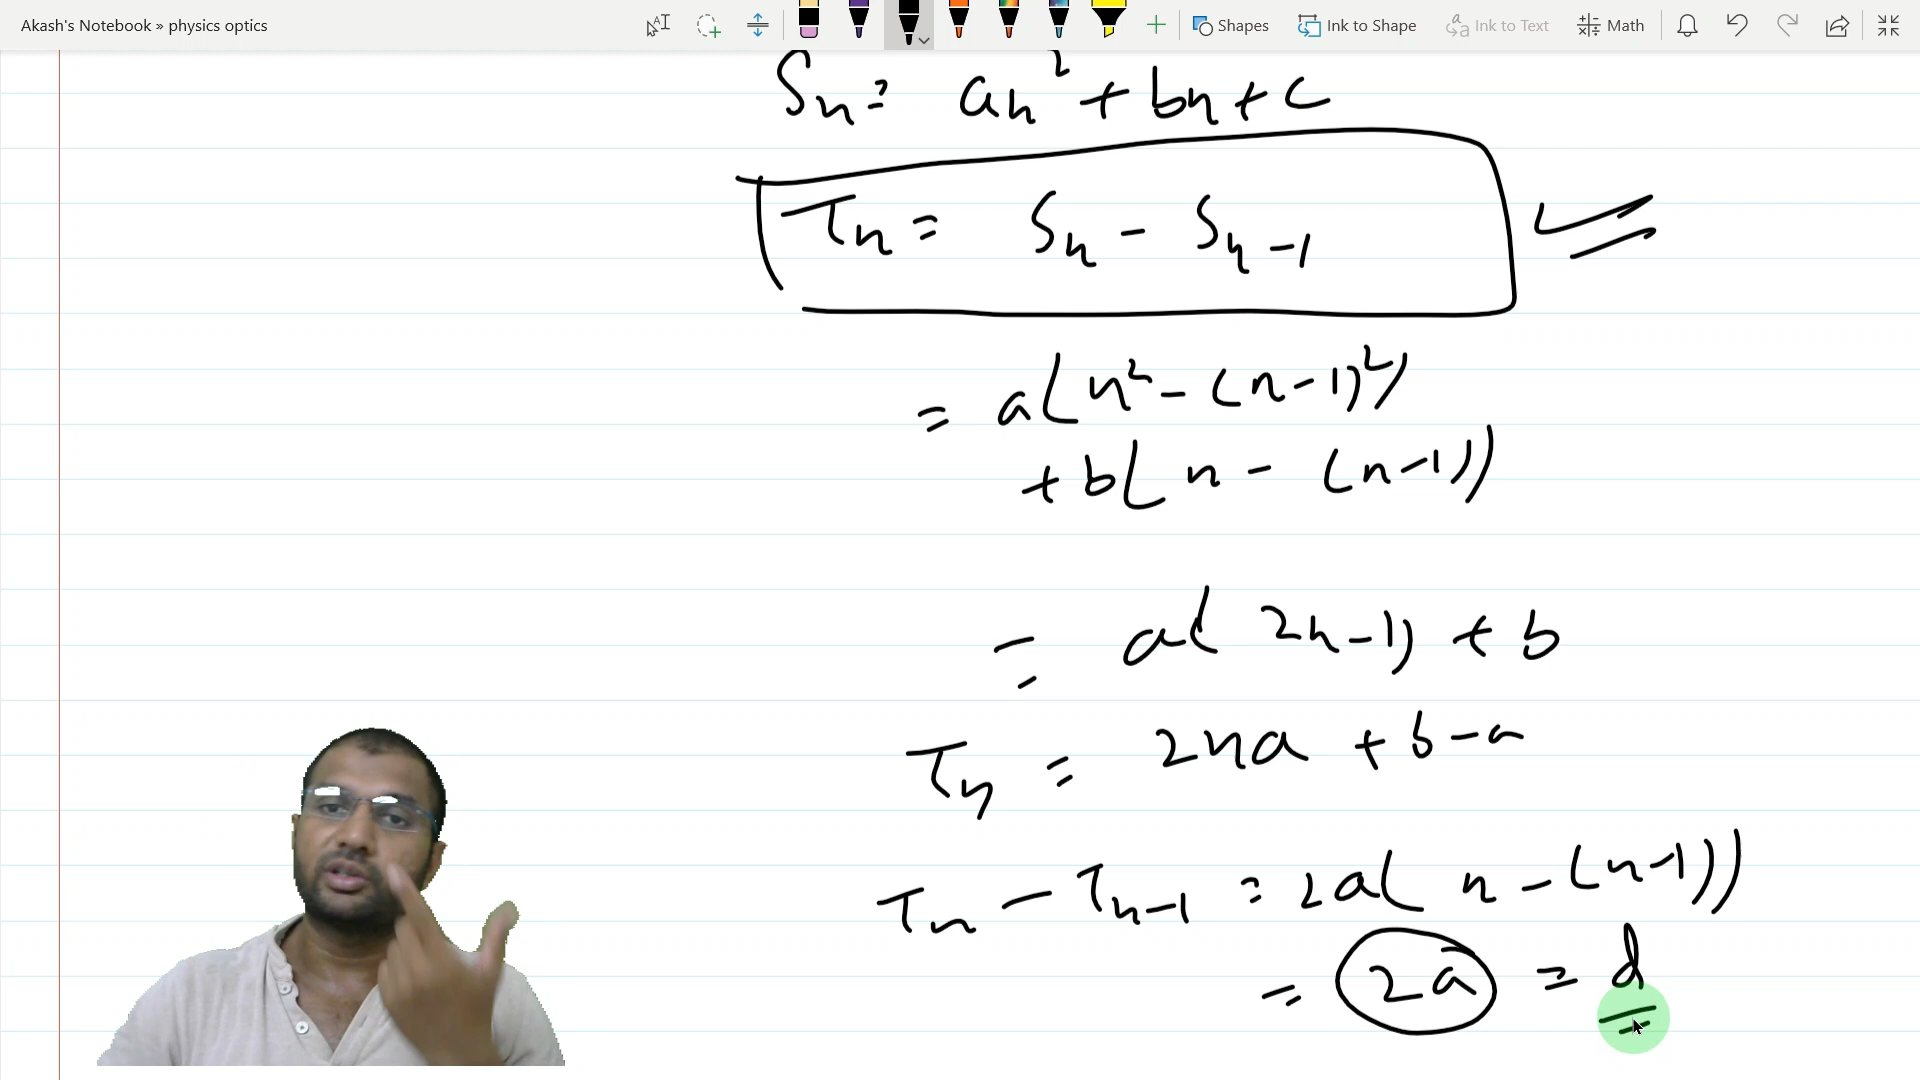 Akash's Notebook » physics optics
Shapes Ink to Shape Ink to Text Math
Sn = an² + bn + c
Tn = Sn - Sn-1
= a(n² - (n-1)²)
+ b(n - (n-1))
= a(2n-1) + b
Tn = 2na + b - a
Tn - Tn-1 = 2a(n - (n-1))
= 2a = d